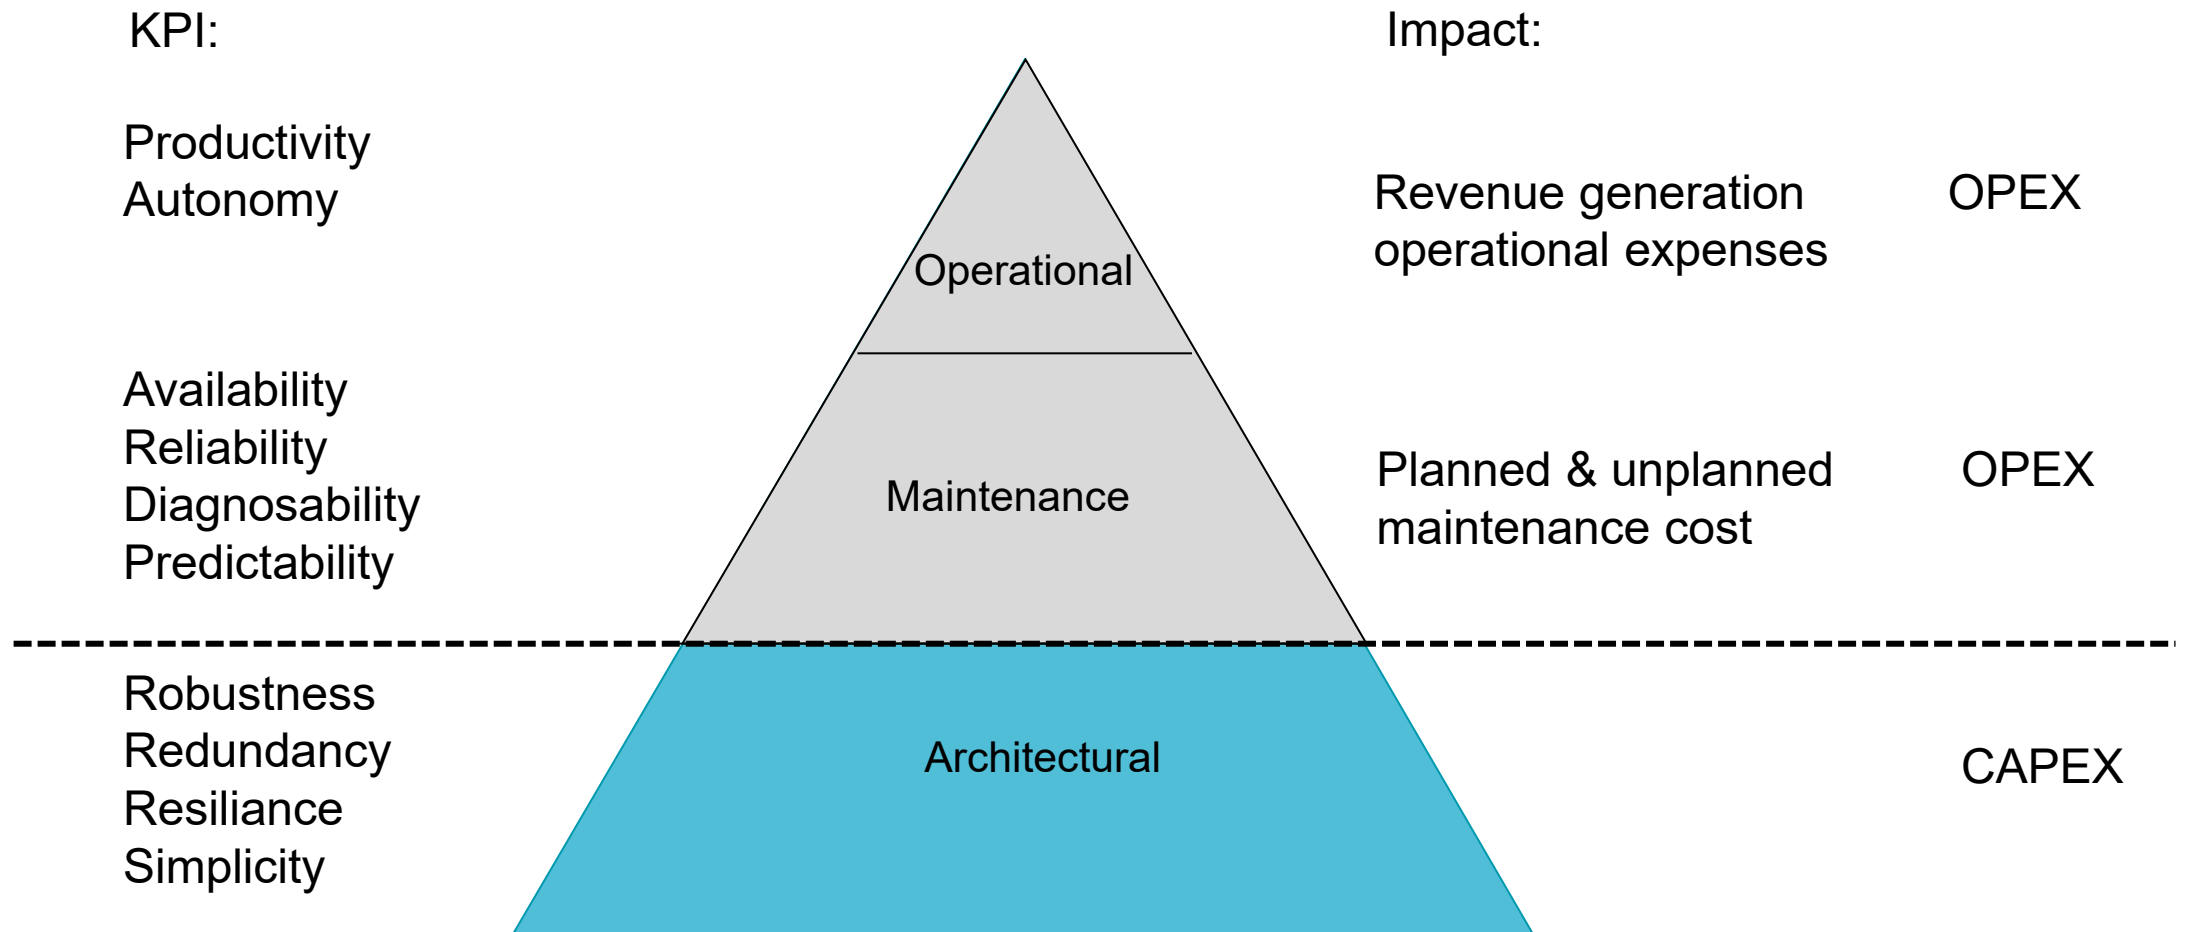 KPI:
Impact:
Productivity
Autonomy
Revenue generation
operational expenses
OPEX
Operational
Availability
Reliability
Diagnosability
Predictability
Maintenance
Planned & unplanned
maintenance cost
OPEX
Robustness
Redundancy
Resiliance
Simplicity
Architectural
CAPEX